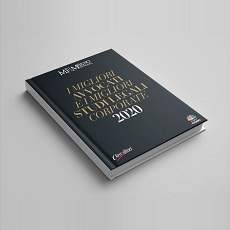 I MIGLIORI
AVVOCATI
E I MIGLIORI
STUDI LEGALI
CORPORATE
2020